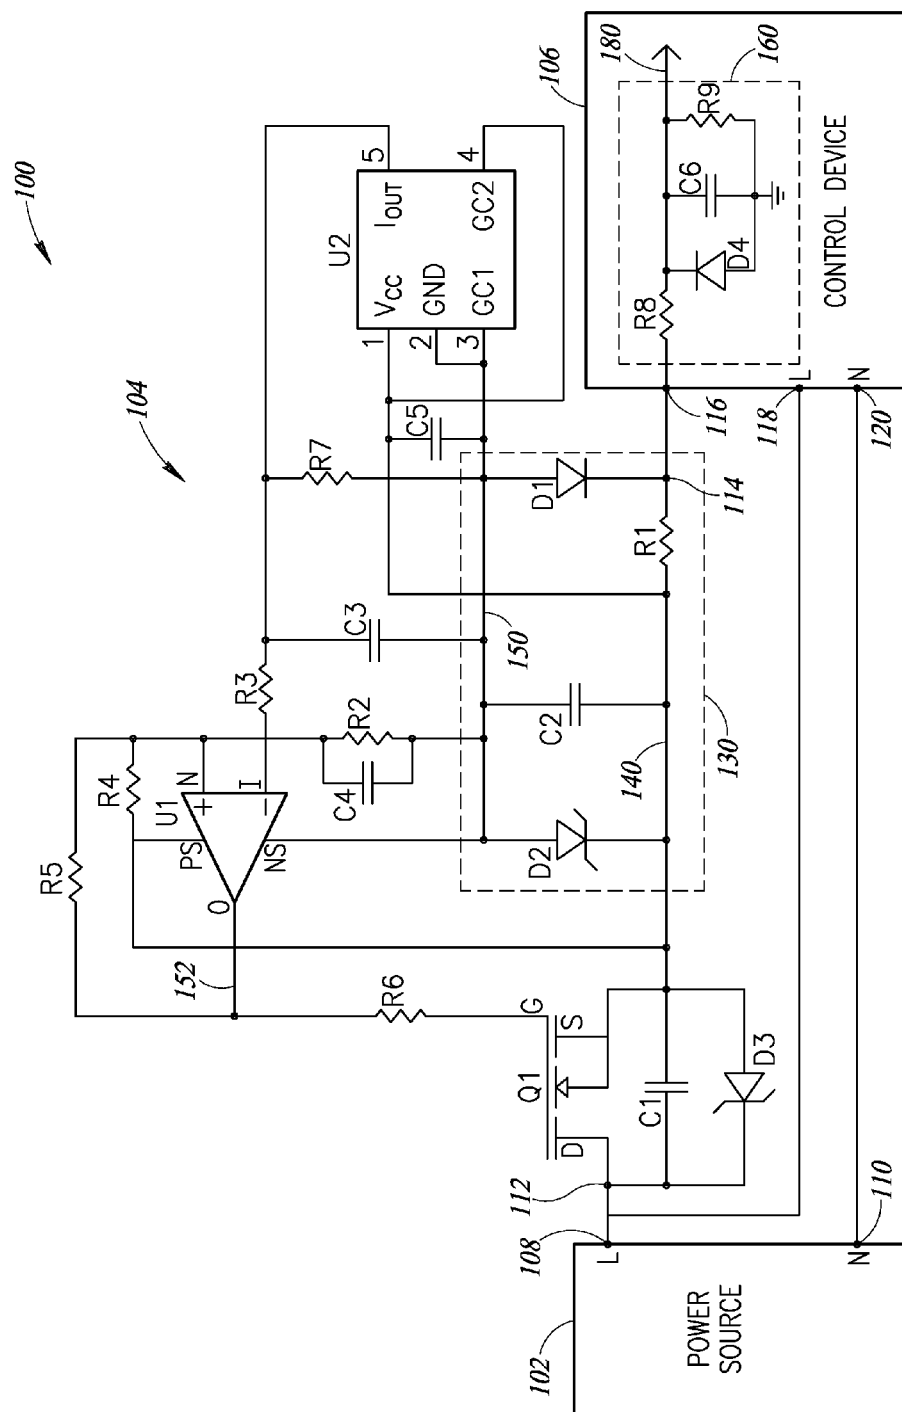 100
104
U2
VCC
IOUT
GND
GC1
GC2
1
2
3
4
5
R7
C5
R3
C3
R4
R5
U1
N
I
+
−
PS
NS
O
152
R2
C4
R6
150
D1
R1
C2
140
130
D2
114
116
Q1
G
S
D
C1
D3
112
108
L
N
110
102
POWER
SOURCE
106
180
160
R9
C6
D4
R8
CONTROL DEVICE
L
118
N
120